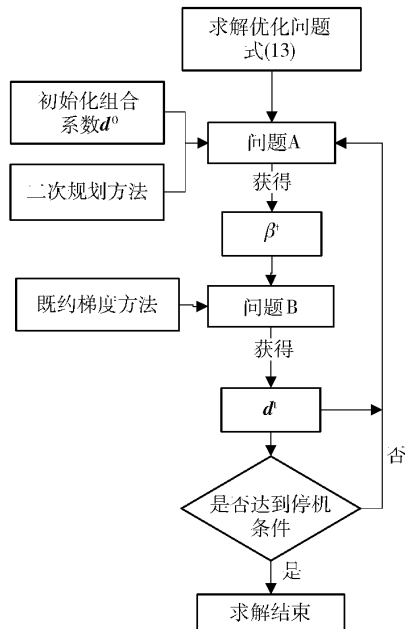 求解优化问题
式(13)
初始化组合
系数d⁰
二次规划方法
问题A
获得
βᵗ
既约梯度方法
问题B
获得
dᵗ
否
是否达到停机
条件
是
求解结束